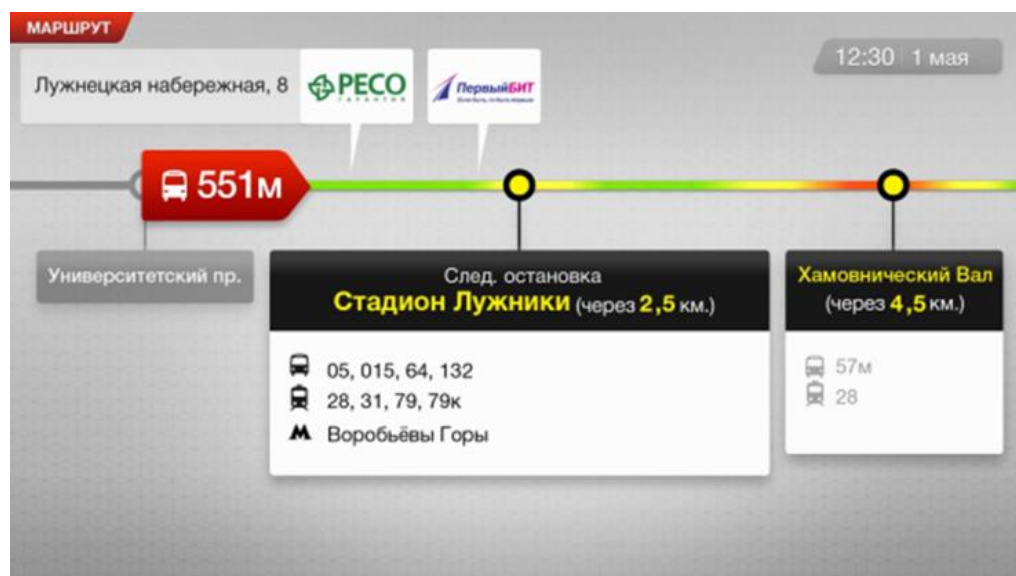 МАРШРУТ
12:30 1 мая
Лужнецкая набережная, 8
РЕСО
ГАРАНТИЯ
ПервыйБИТ
551м
Университетский пр.
След. остановка
Стадион Лужники (через 2,5 км.)
05, 015, 64, 132
28, 31, 79, 79к
Воробьёвы Горы
Хамовнический Вал
(через 4,5 км.)
57м
28